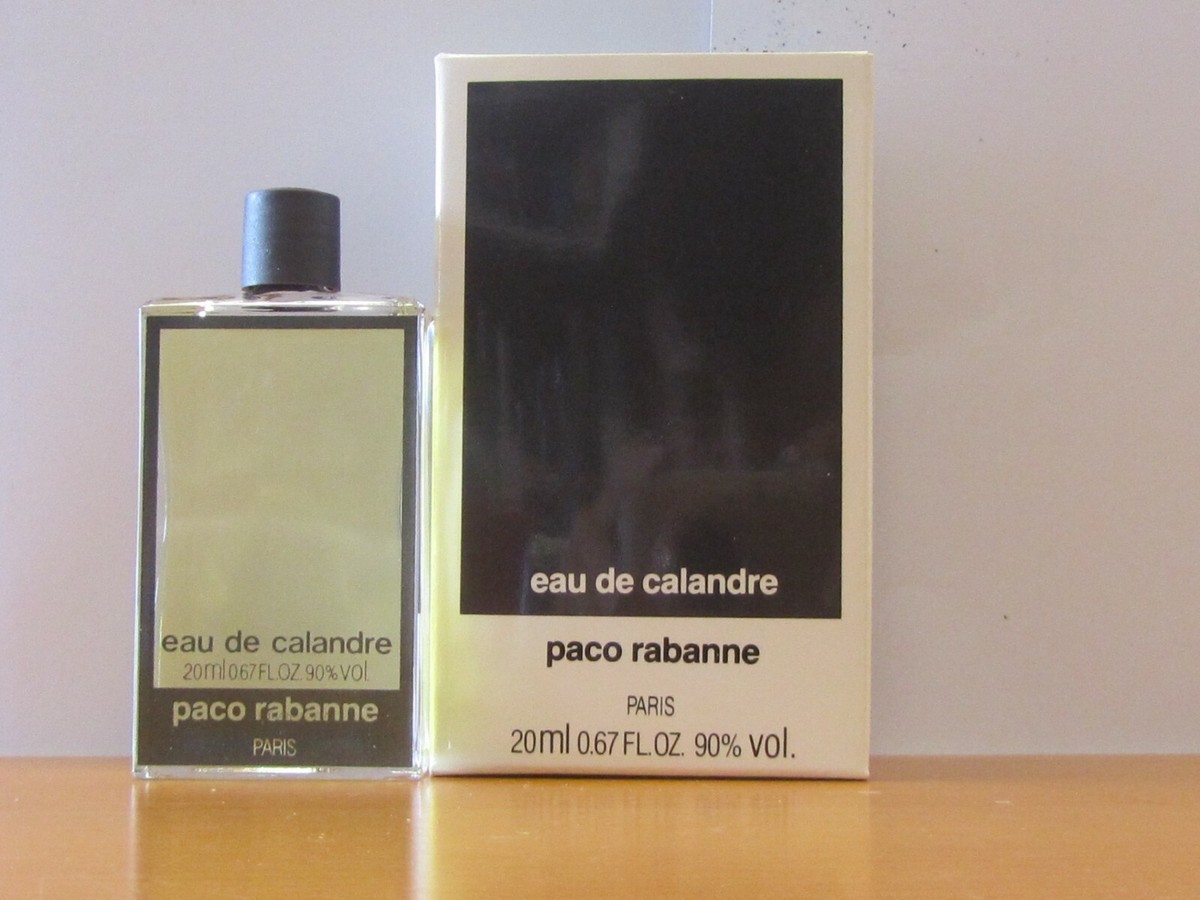 eau de calandre
20ml 0.67 FL.OZ. 90% VOL.
paco rabanne
PARIS
eau de calandre
paco rabanne
PARIS
20ml 0.67 FL.OZ. 90% vol.